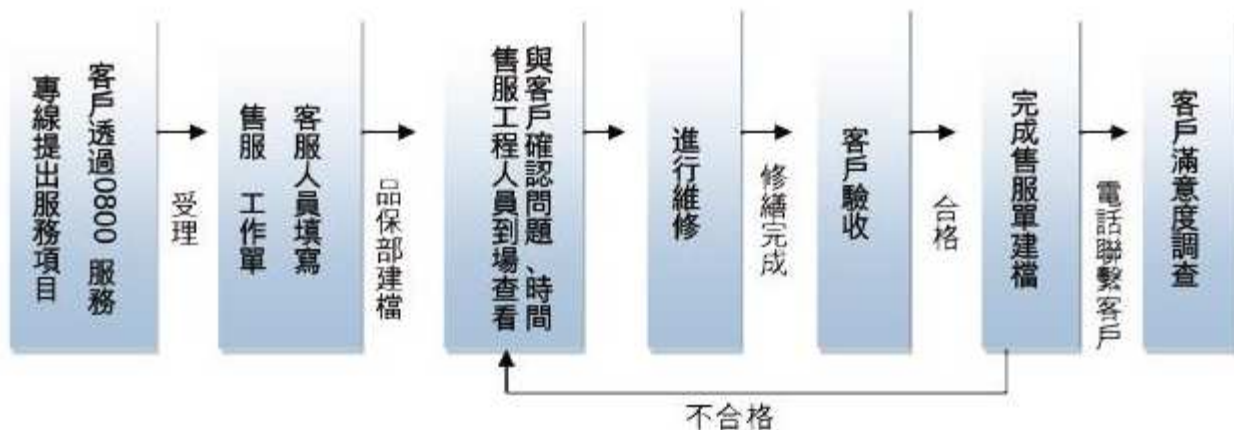 客戶透過0800 服務
專線提出服務項目
受理
客服人員填寫
售服 工作單
品保部建檔
與客戶確認問題、時間
售服工程人員到場查看
進行維修
修繕完成
客戶驗收
合格
完成售服單建檔
電話聯繫客戶
客戶滿意度調查
不合格